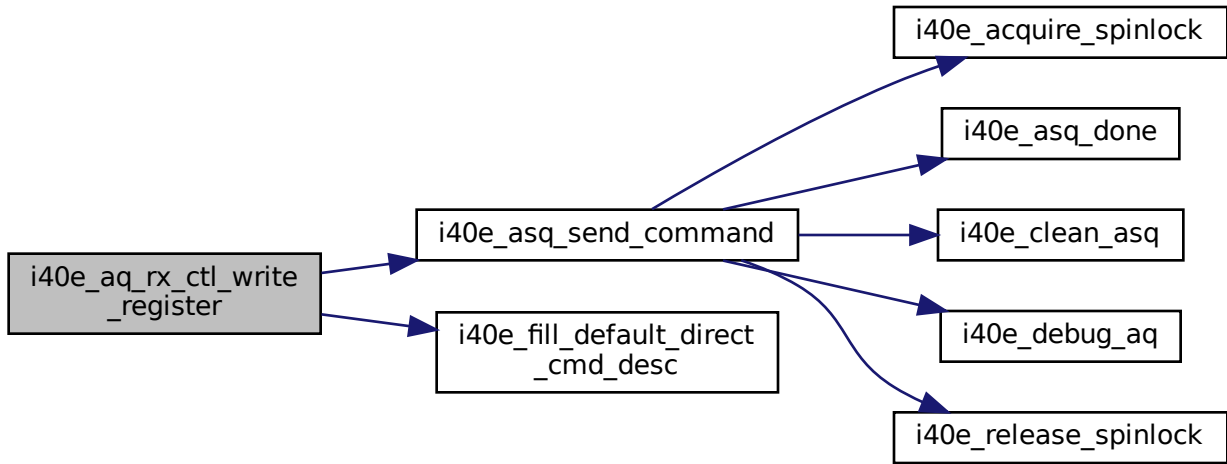 i40e_aq_rx_ctl_write
_register
i40e_asq_send_command
i40e_fill_default_direct
_cmd_desc
i40e_acquire_spinlock
i40e_asq_done
i40e_clean_asq
i40e_debug_aq
i40e_release_spinlock